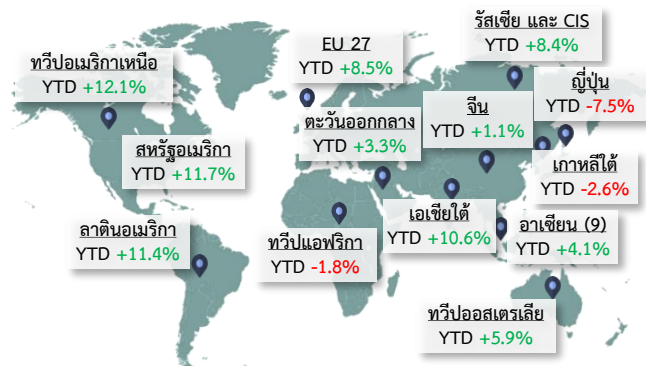 รัสเซีย และ CIS
YTD +8.4%
EU 27
YTD +8.5%
ทวีปอเมริกาเหนือ
YTD +12.1%
ญี่ปุ่น
YTD -7.5%
จีน
YTD +1.1%
ตะวันออกกลาง
YTD +3.3%
สหรัฐอเมริกา
YTD +11.7%
เกาหลีใต้
YTD -2.6%
เอเชียใต้
YTD +10.6%
อาเซียน (9)
YTD +4.1%
ลาตินอเมริกา
YTD +11.4%
ทวีปแอฟริกา
YTD -1.8%
ทวีปออสเตรเลีย
YTD +5.9%